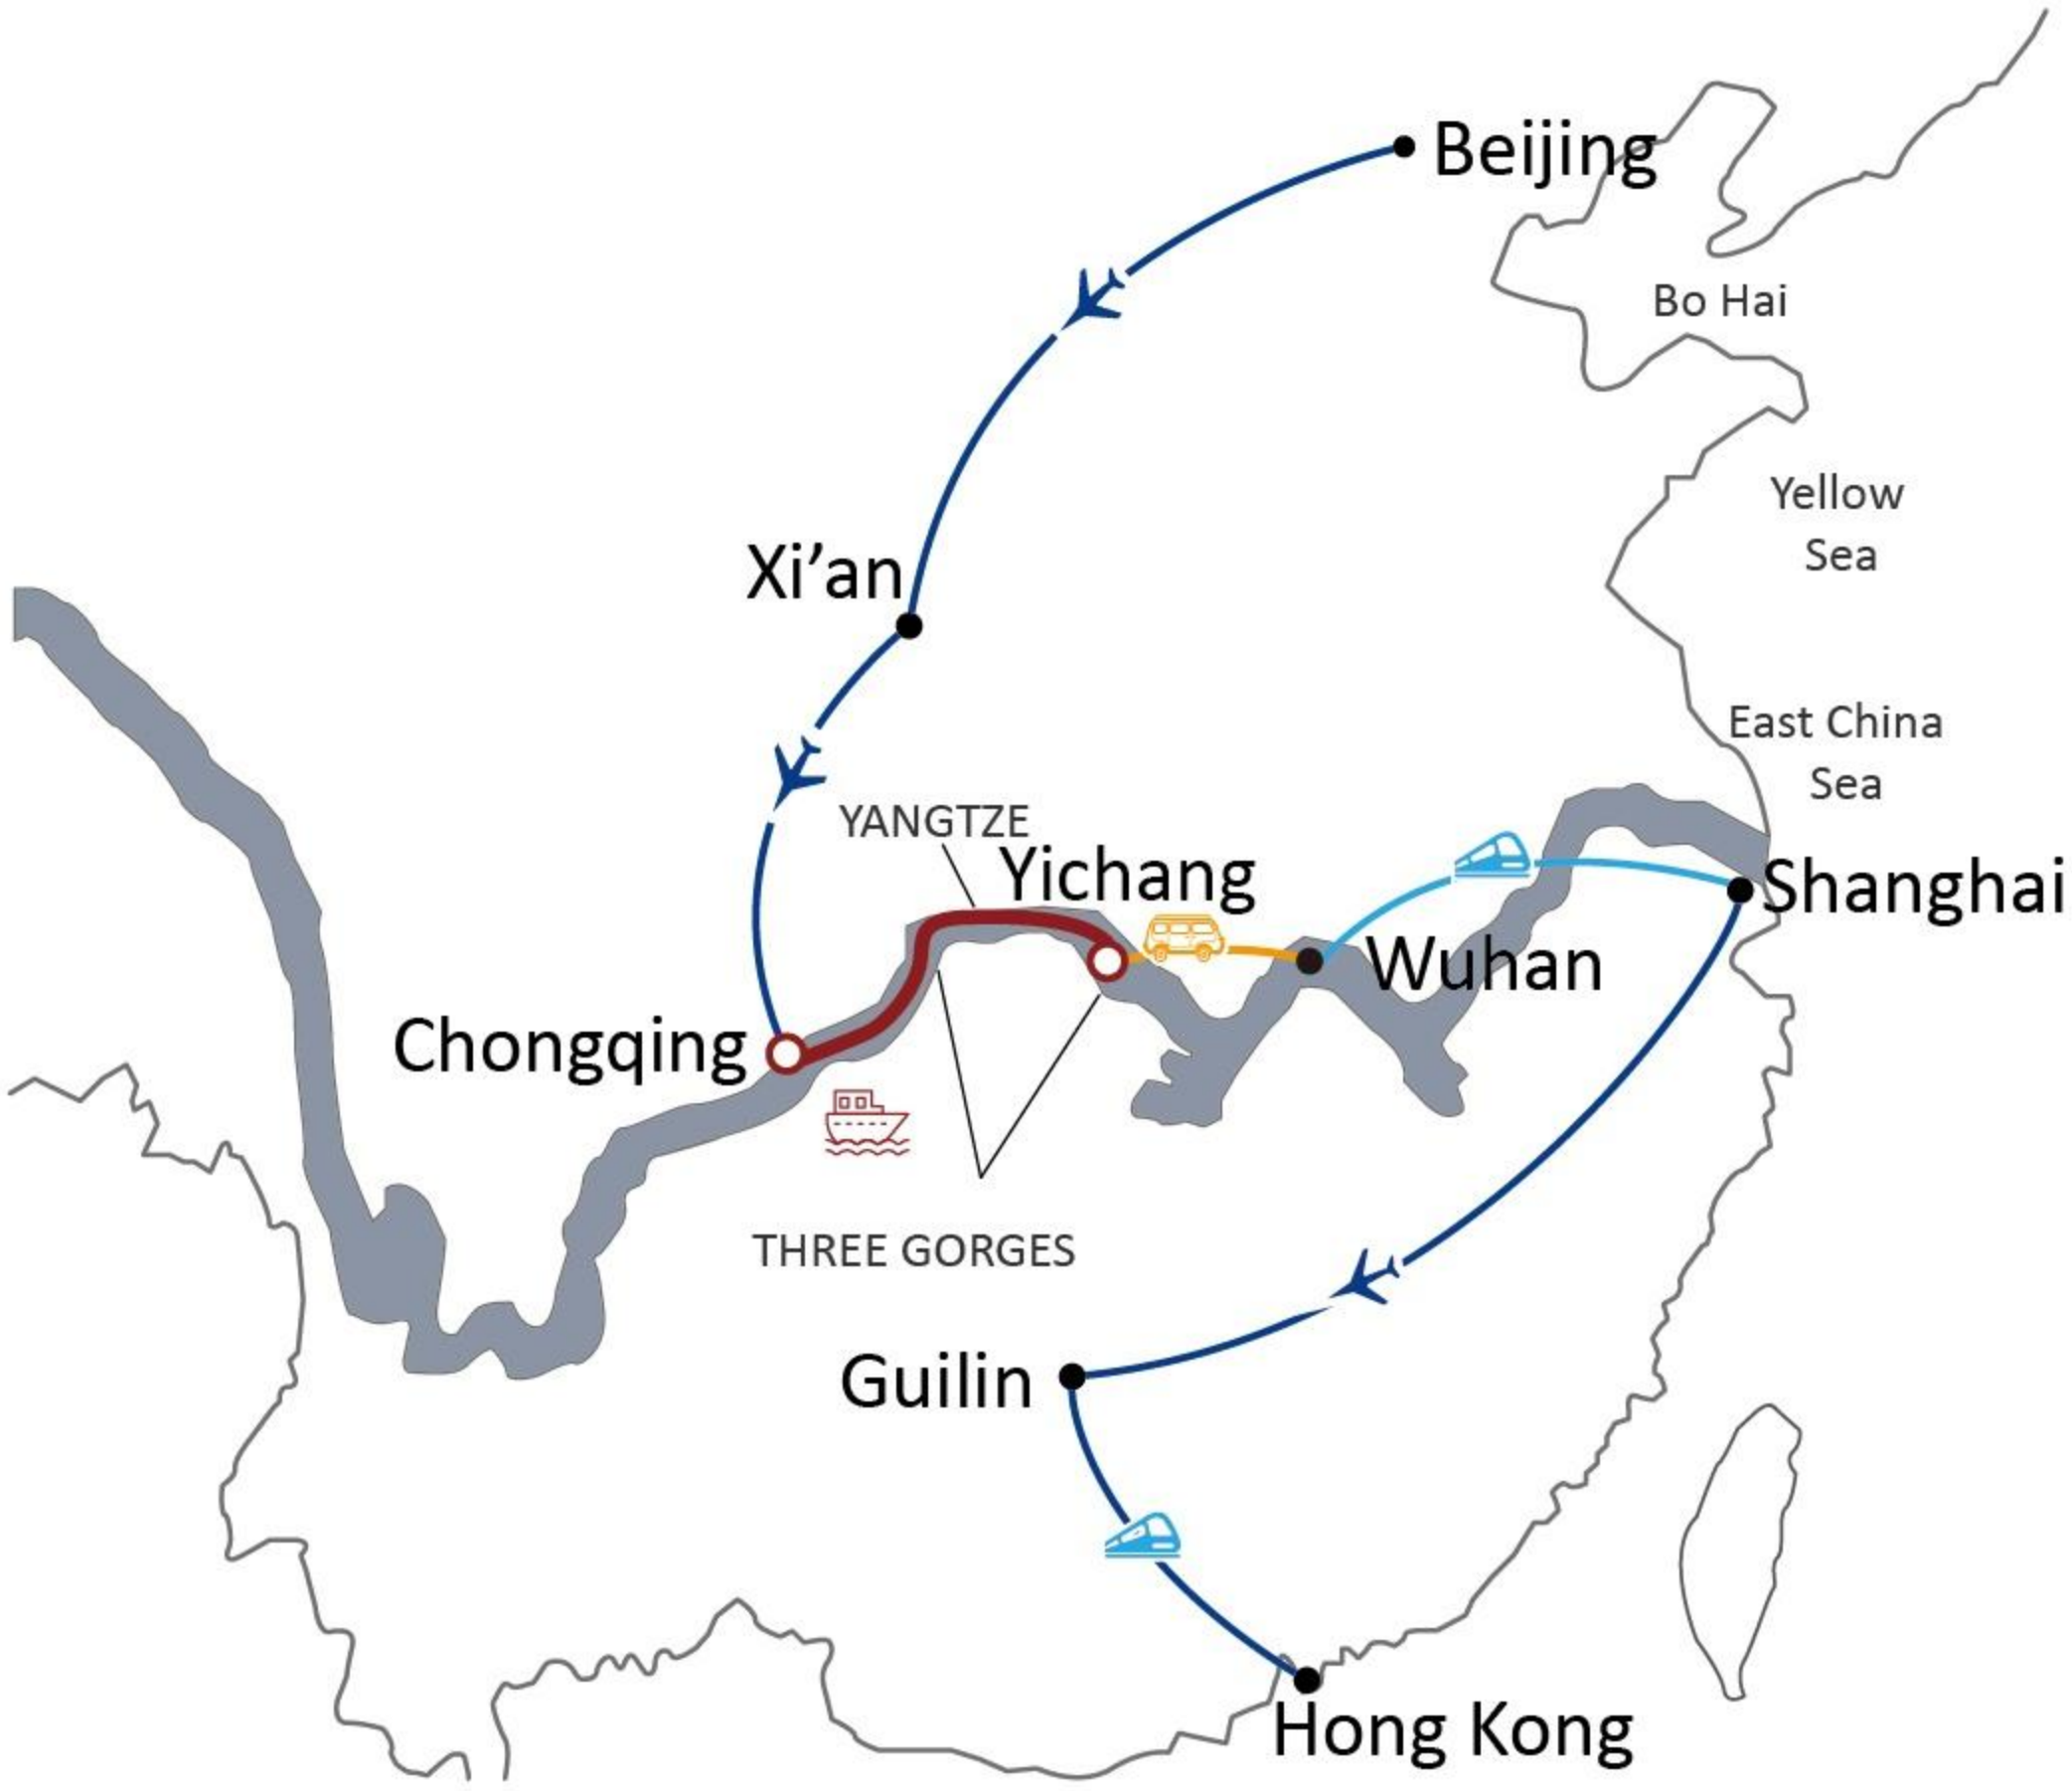 Beijing
Bo Hai
Yellow
Sea
Xi’an
East China
Sea
YANGTZE
Yichang
Shanghai
Wuhan
Chongqing
THREE GORGES
Guilin
Hong Kong